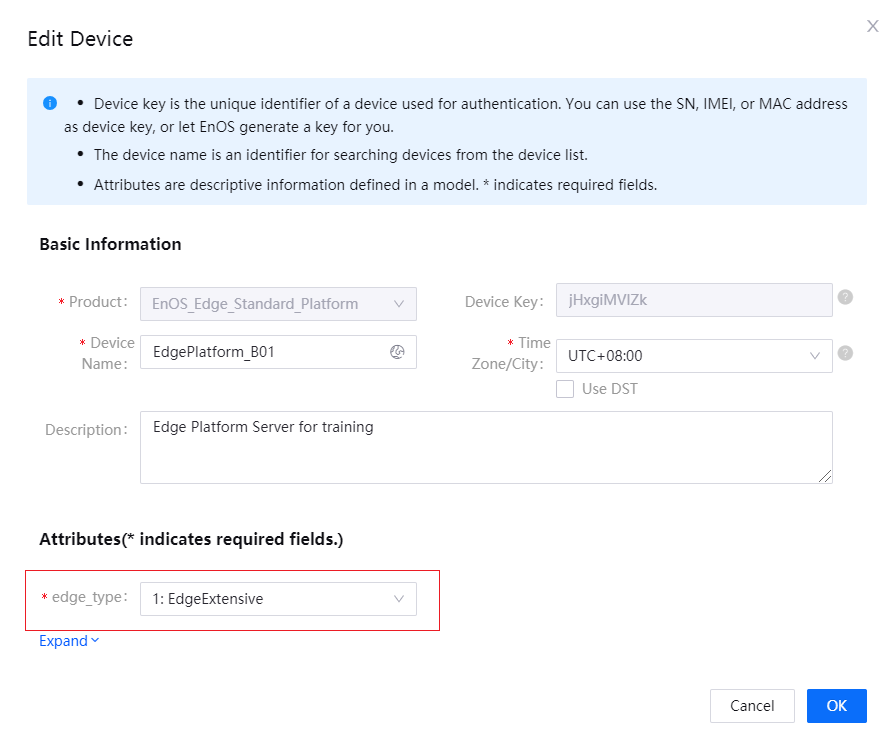 Edit Device
• Device key is the unique identifier of a device used for authentication. You can use the SN, IMEI, or MAC address
as device key, or let EnOS generate a key for you.
• The device name is an identifier for searching devices from the device list.
• Attributes are descriptive information defined in a model. * indicates required fields.
Basic Information
* Product: EnOS_Edge_Standard_Platform
Device Key: jHxgiMVIZk
* Device Name: EdgePlatform_B01
* Time Zone/City: UTC+08:00
Use DST
Description: Edge Platform Server for training
Attributes(* indicates required fields.)
* edge_type: 1: EdgeExtensive
Expand
Cancel OK